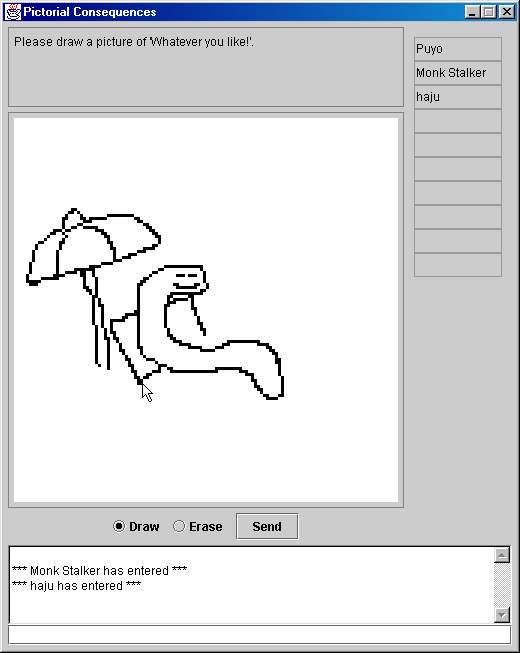 Pictorial Consequences
Please draw a picture of 'Whatever you like!'.
Puyo
Monk Stalker
haju
Draw
Erase
Send
*** Monk Stalker has entered ***
*** haju has entered ***